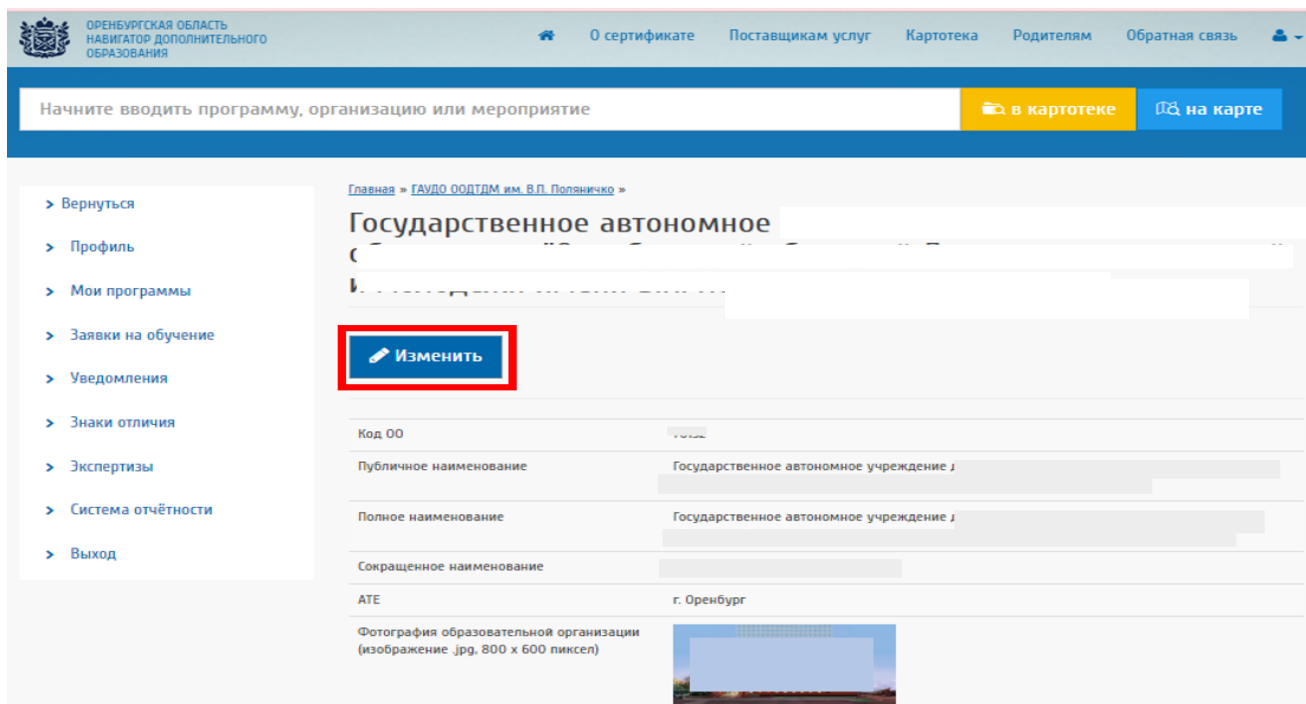 ОРЕНБУРГСКАЯ ОБЛАСТЬ
НАВИГАТОР ДОПОЛНИТЕЛЬНОГО
ОБРАЗОВАНИЯ
О сертификате Поставщикам услуг Картотека Родителям Обратная связь
Начните вводить программу, организацию или мероприятие
в картотеке
на карте
Вернуться
Профиль
Мои программы
Заявки на обучение
Уведомления
Знаки отличия
Экспертизы
Система отчётности
Выход
Главная » ГАУДО ООДТДМ им. В.П. Поляничко »
Государственное автономное
Изменить
Код ОО
Публичное наименование Государственное автономное учреждение
Полное наименование Государственное автономное учреждение
Сокращенное наименование
АТЕ г. Оренбург
Фотография образовательной организации
(изображение .jpg, 800 x 600 пиксел)